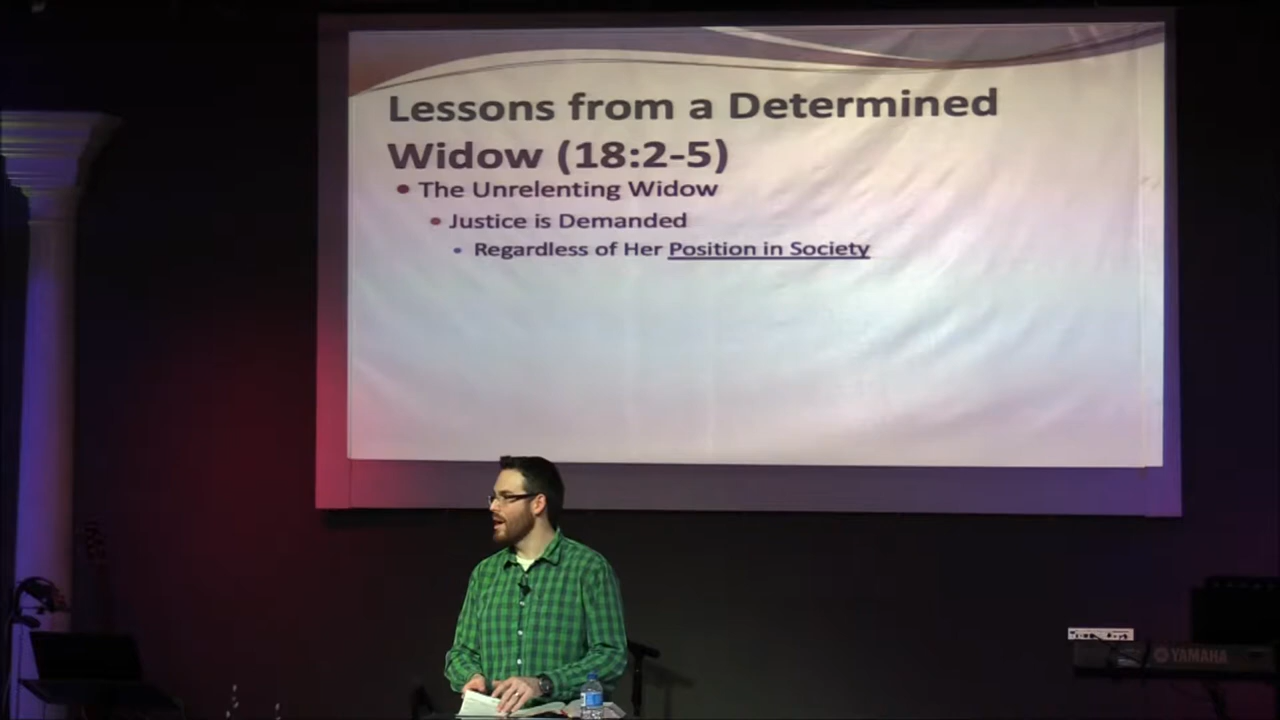 Lessons from a Determined
Widow (18:2-5)
The Unrelenting Widow
Justice is Demanded
Regardless of Her Position in Society
YAMAHA